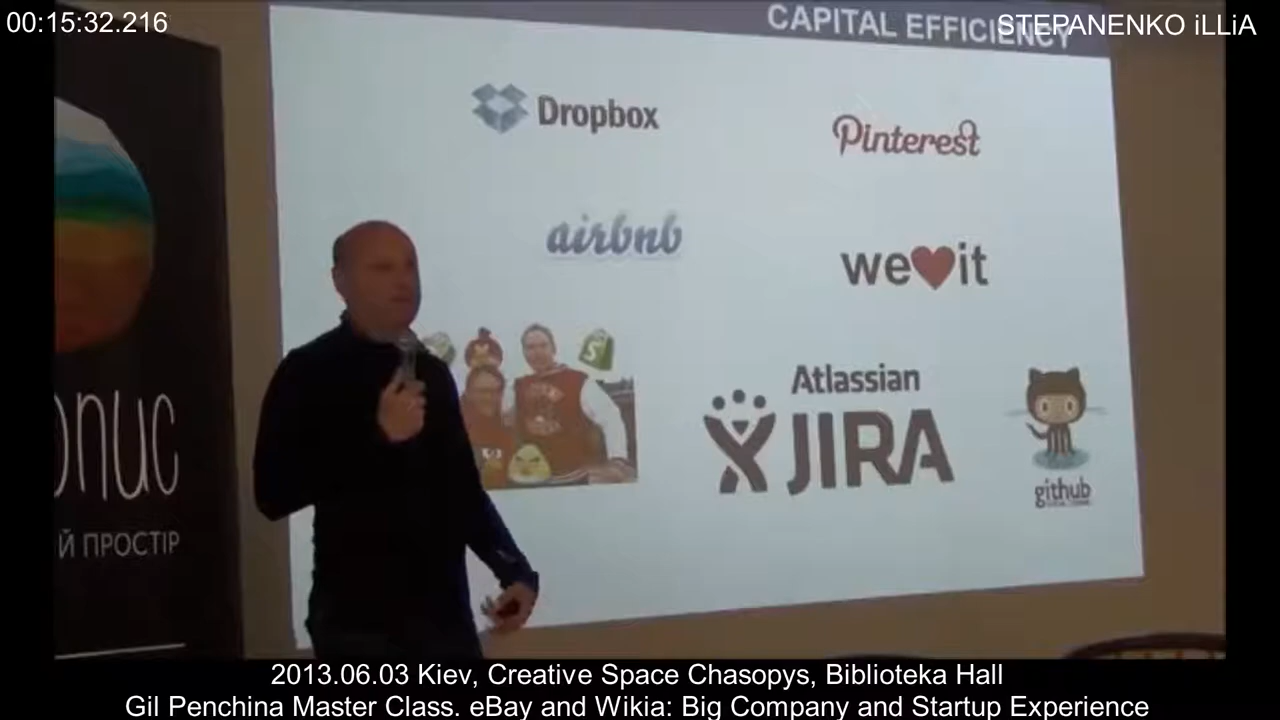 00:15:32.216
STEPANENKO iLLiA
CAPITAL EFFICIENCY
Dropbox
Pinterest
airbnb
we❤it
Atlassian
JIRA
github
опис
Й ПРОСТІР
2013.06.03 Kiev, Creative Space Chasopys, Biblioteka Hall
Gil Penchina Master Class. eBay and Wikia: Big Company and Startup Experience